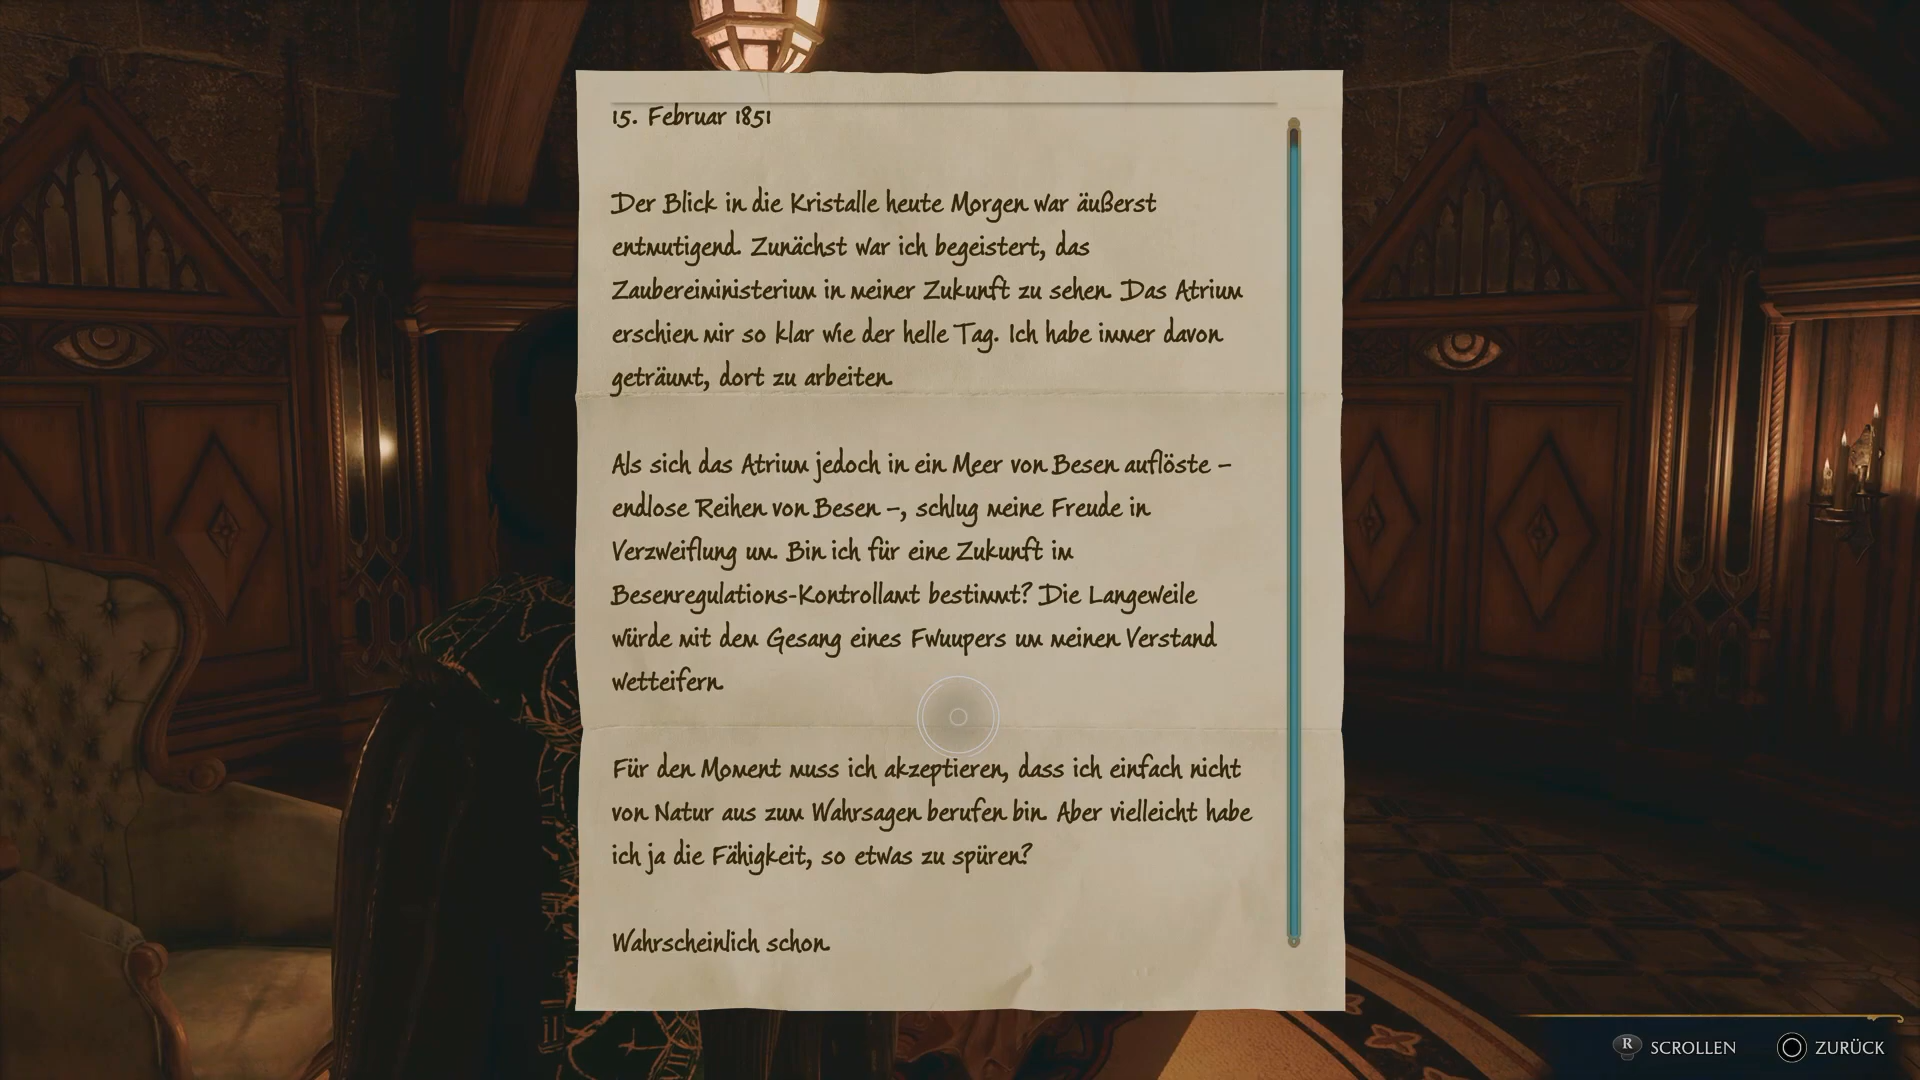 15. Februar 1851
Der Blick in die Kristalle heute Morgen war äußerst
entmutigend. Zunächst war ich begeistert, das
Zaubereiministerium in meiner Zukunft zu sehen. Das Atrium
erschien mir so klar wie der helle Tag. Ich habe immer davon
geträumt, dort zu arbeiten.
Als sich das Atrium jedoch in ein Meer von Besen auflöste –
endlose Reihen von Besen –, schlug meine Freude in
Verzweiflung um. Bin ich für eine Zukunft im
Besenregulations-Kontrollamt bestimmt? Die Langeweile
würde mit dem Gesang eines Fwuupers um meinen Verstand
wetteifern.
Für den Moment muss ich akzeptieren, dass ich einfach nicht
von Natur aus zum Wahrsagen berufen bin. Aber vielleicht habe
ich ja die Fähigkeit, so etwas zu spüren?
Wahrscheinlich schon.
R SCROLLEN ZURÜCK